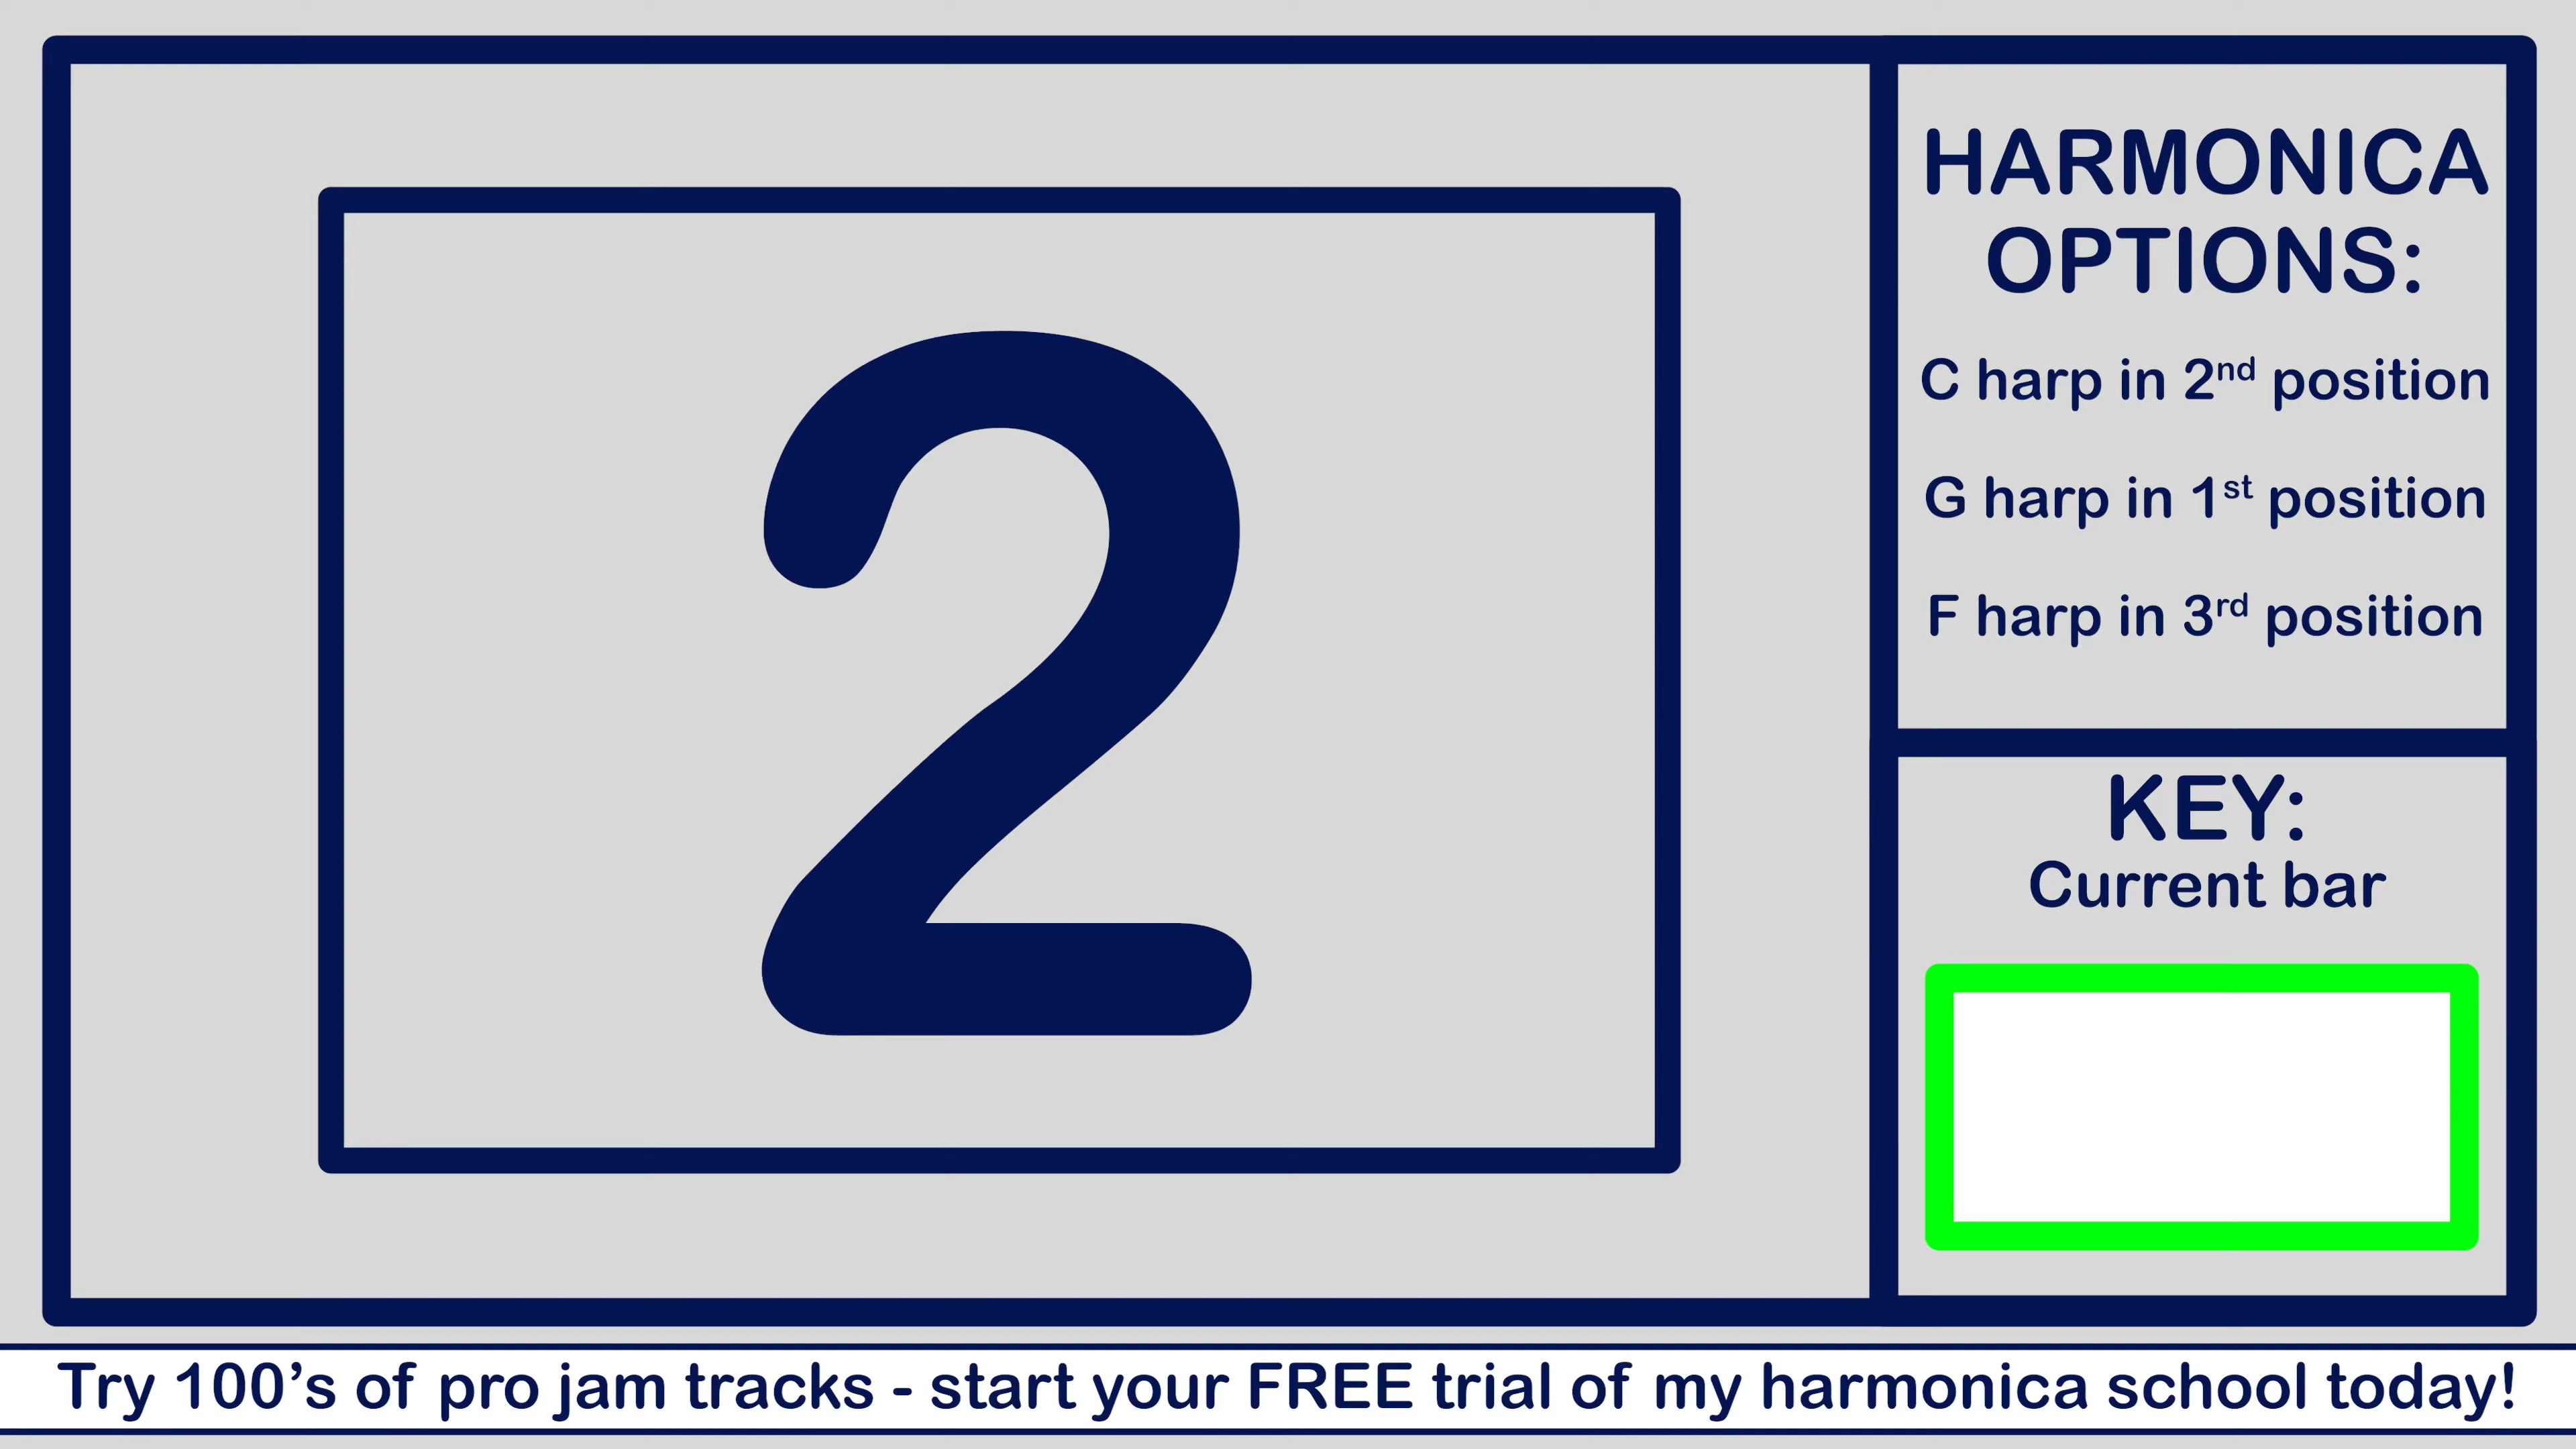 2
HARMONICA
OPTIONS:
C harp in 2nd position
G harp in 1st position
F harp in 3rd position
KEY:
Current bar
Try 100’s of pro jam tracks - start your FREE trial of my harmonica school today!